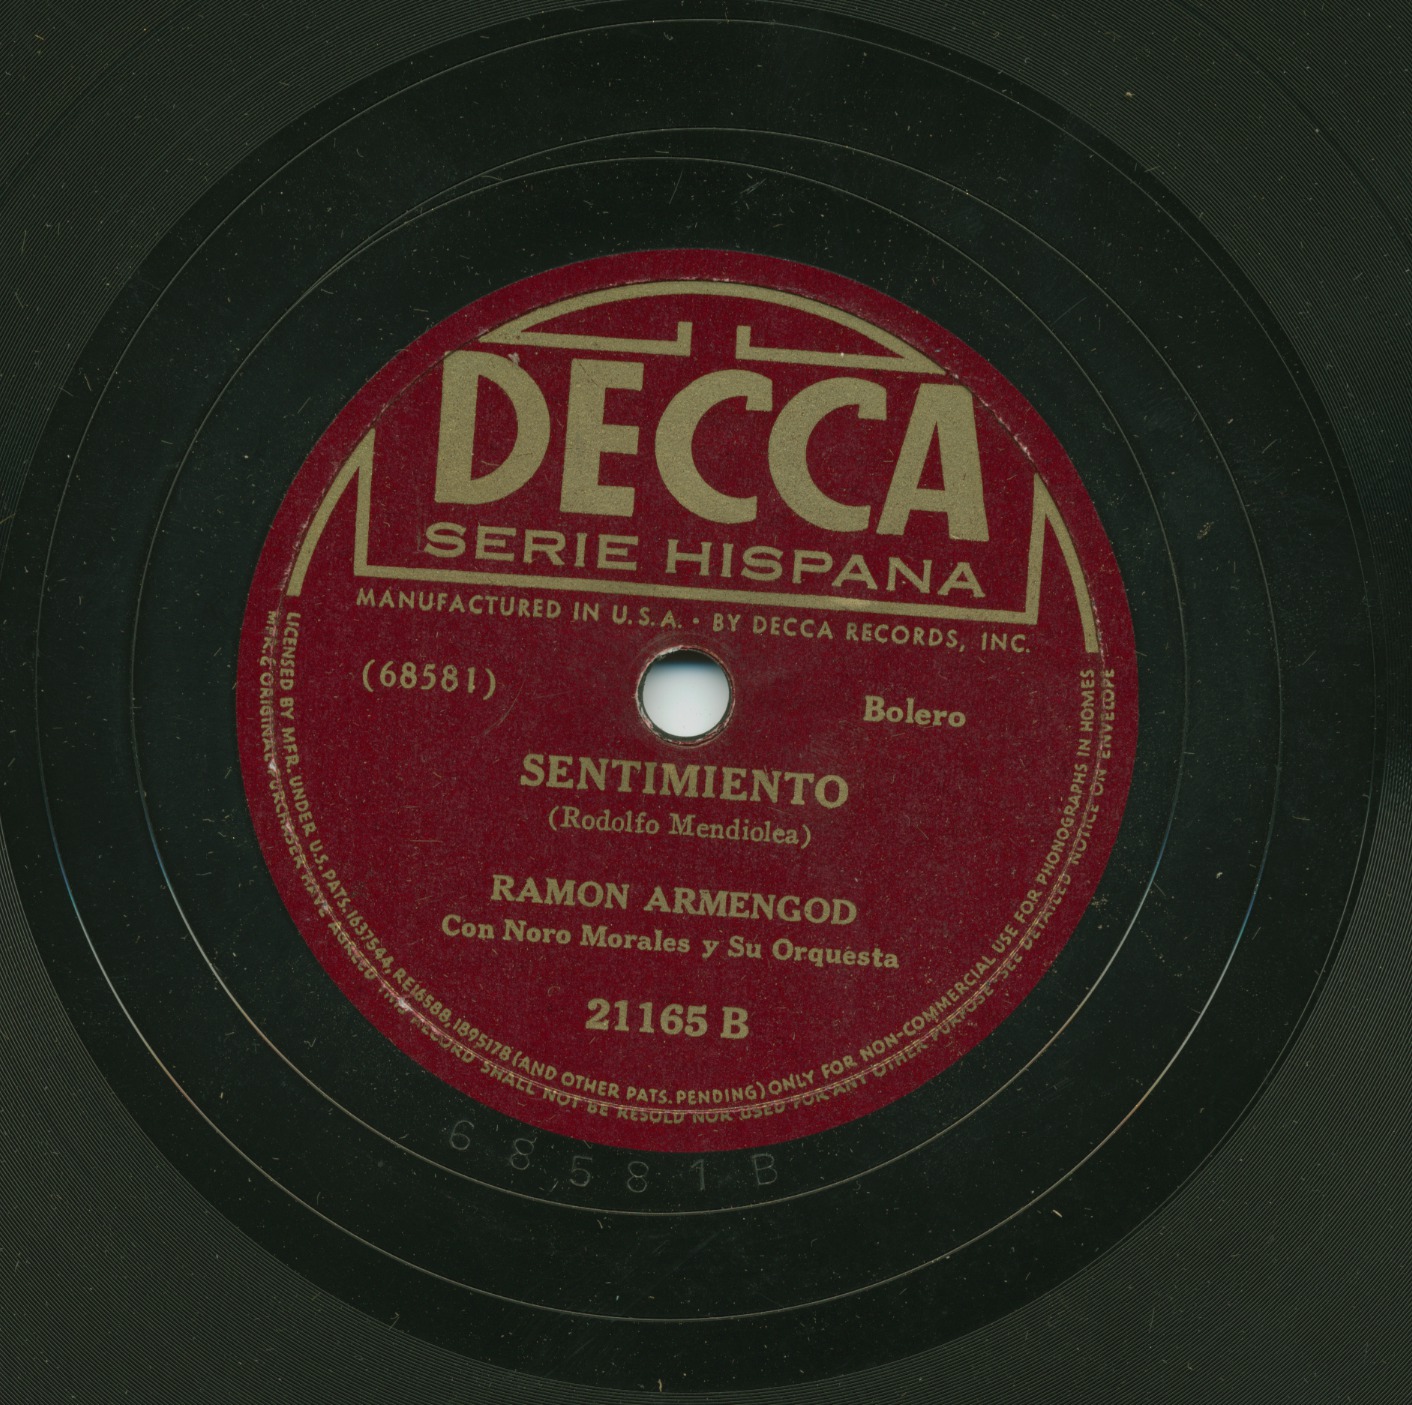 DECCA
SERIE HISPANA
MANUFACTURED IN U.S.A. • BY DECCA RECORDS, INC.
(68581)
Bolero
SENTIMIENTO
(Rodolfo Mendiolea)
RAMON ARMENGOD
Con Noro Morales y Su Orquesta
21165 B
LICENSED BY MFR. UNDER U.S. PATS. 1637544, RE16588, 1895178 (AND OTHER PATS. PENDING) ONLY FOR NON-COMMERCIAL USE FOR PHONOGRAPHS IN HOMES
MFR. & ORIGINAL PURCHASER HAVE AGREED THIS RECORD SHALL NOT BE RESOLD NOR USED FOR ANY OTHER PURPOSE-SEE DETAILED NOTICE ON ENVELOPE
68581 B